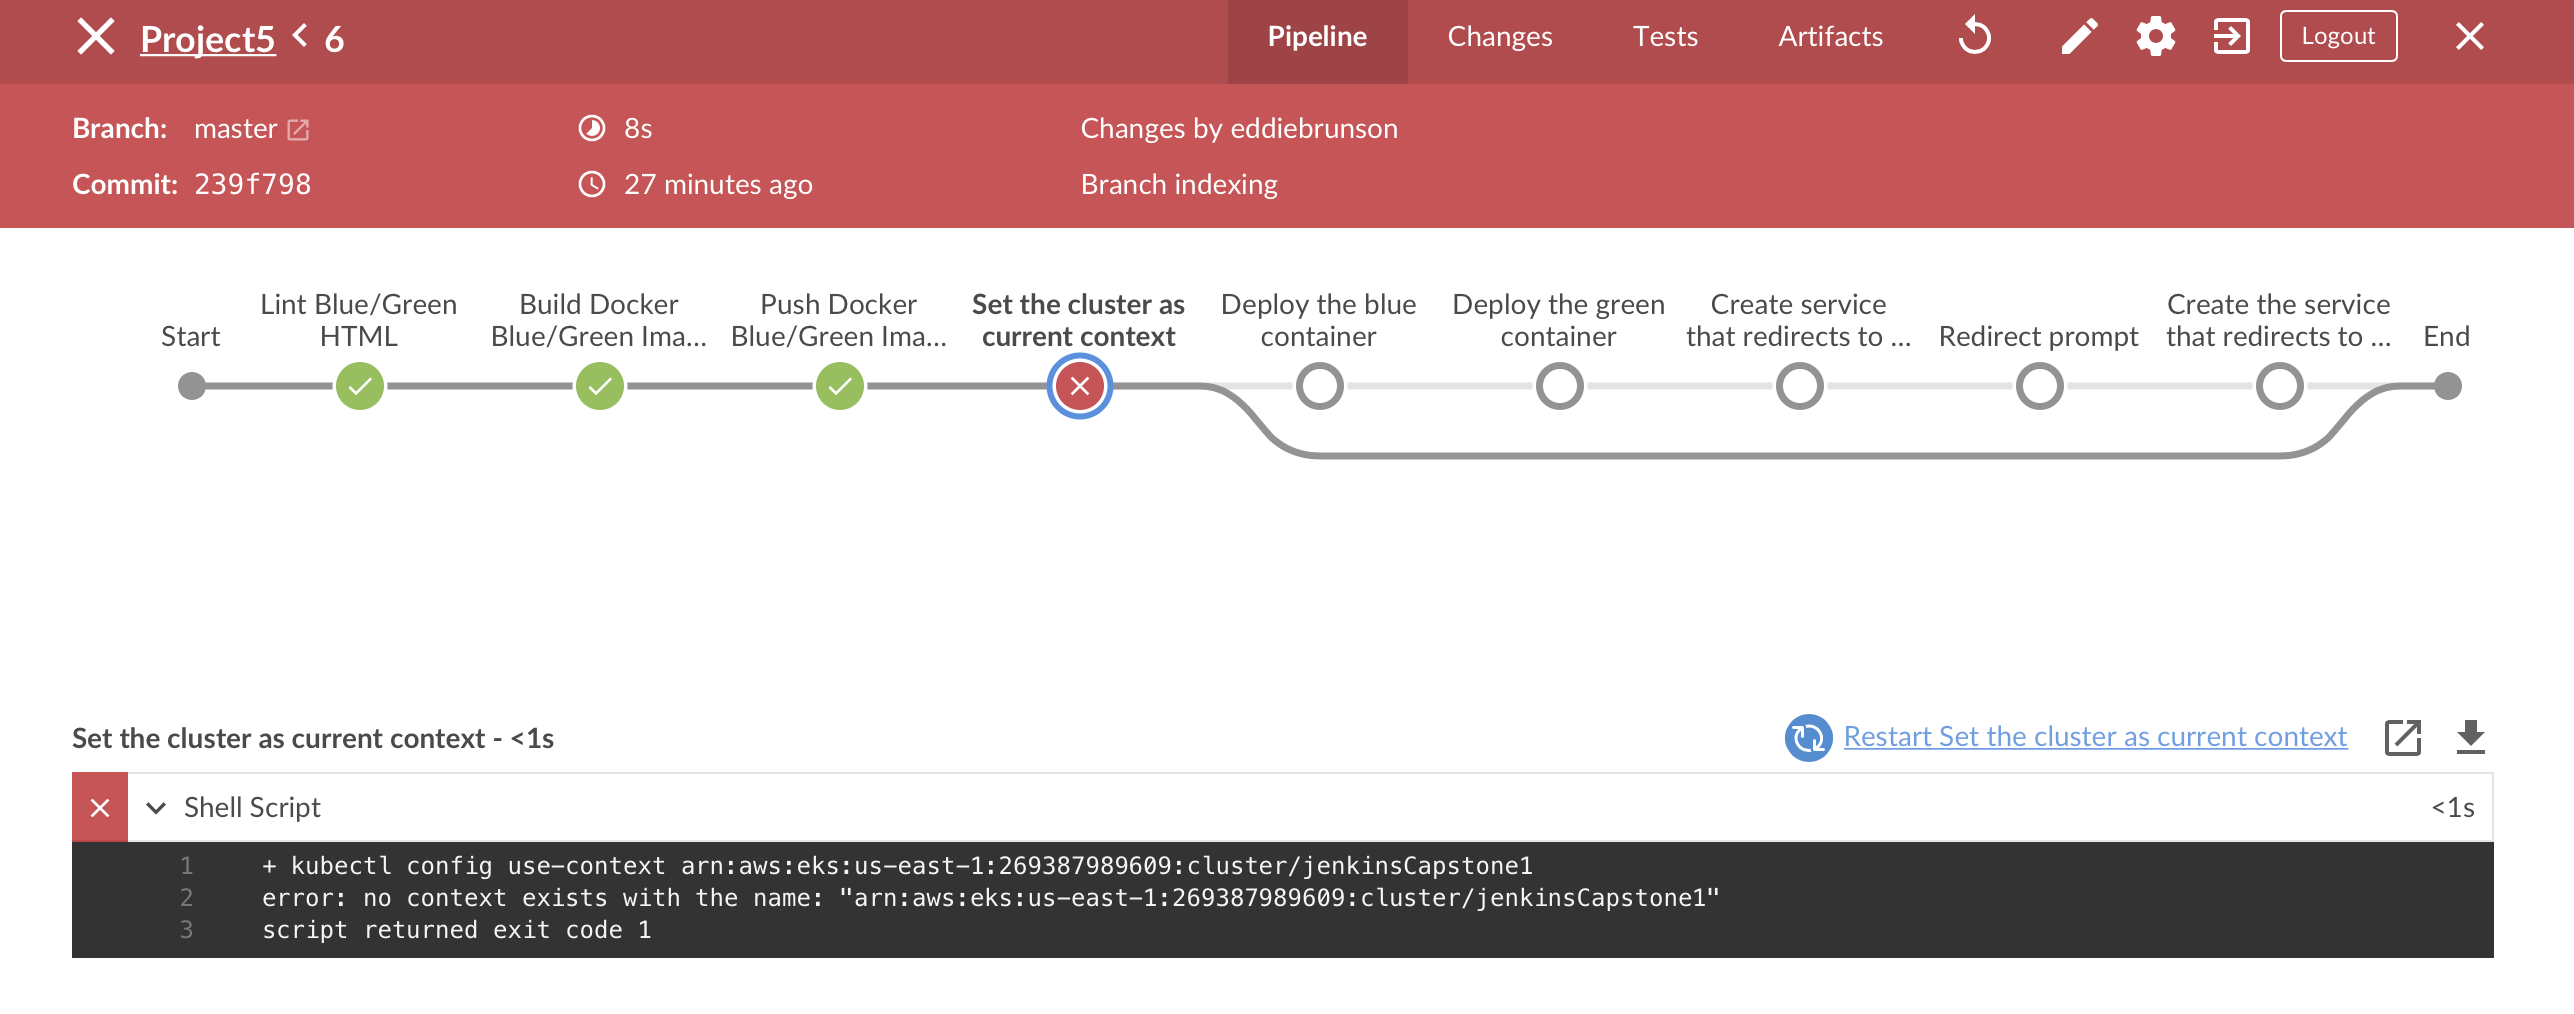 Project5 < 6
Pipeline
Changes
Tests
Artifacts
Logout
Branch: master
8s
Changes by eddiebrunson
Commit: 239f798
27 minutes ago
Branch indexing
Start
Lint Blue/Green
HTML
Build Docker
Blue/Green Ima...
Push Docker
Blue/Green Ima...
Set the cluster as
current context
Deploy the blue
container
Deploy the green
container
Create service
that redirects to ...
Redirect prompt
Create the service
that redirects to ...
End
Set the cluster as current context - <1s
Restart Set the cluster as current context
Shell Script
<1s
1 + kubectl config use-context arn:aws:eks:us-east-1:269387989609:cluster/jenkinsCapstone1
2 error: no context exists with the name: "arn:aws:eks:us-east-1:269387989609:cluster/jenkinsCapstone1"
3 script returned exit code 1